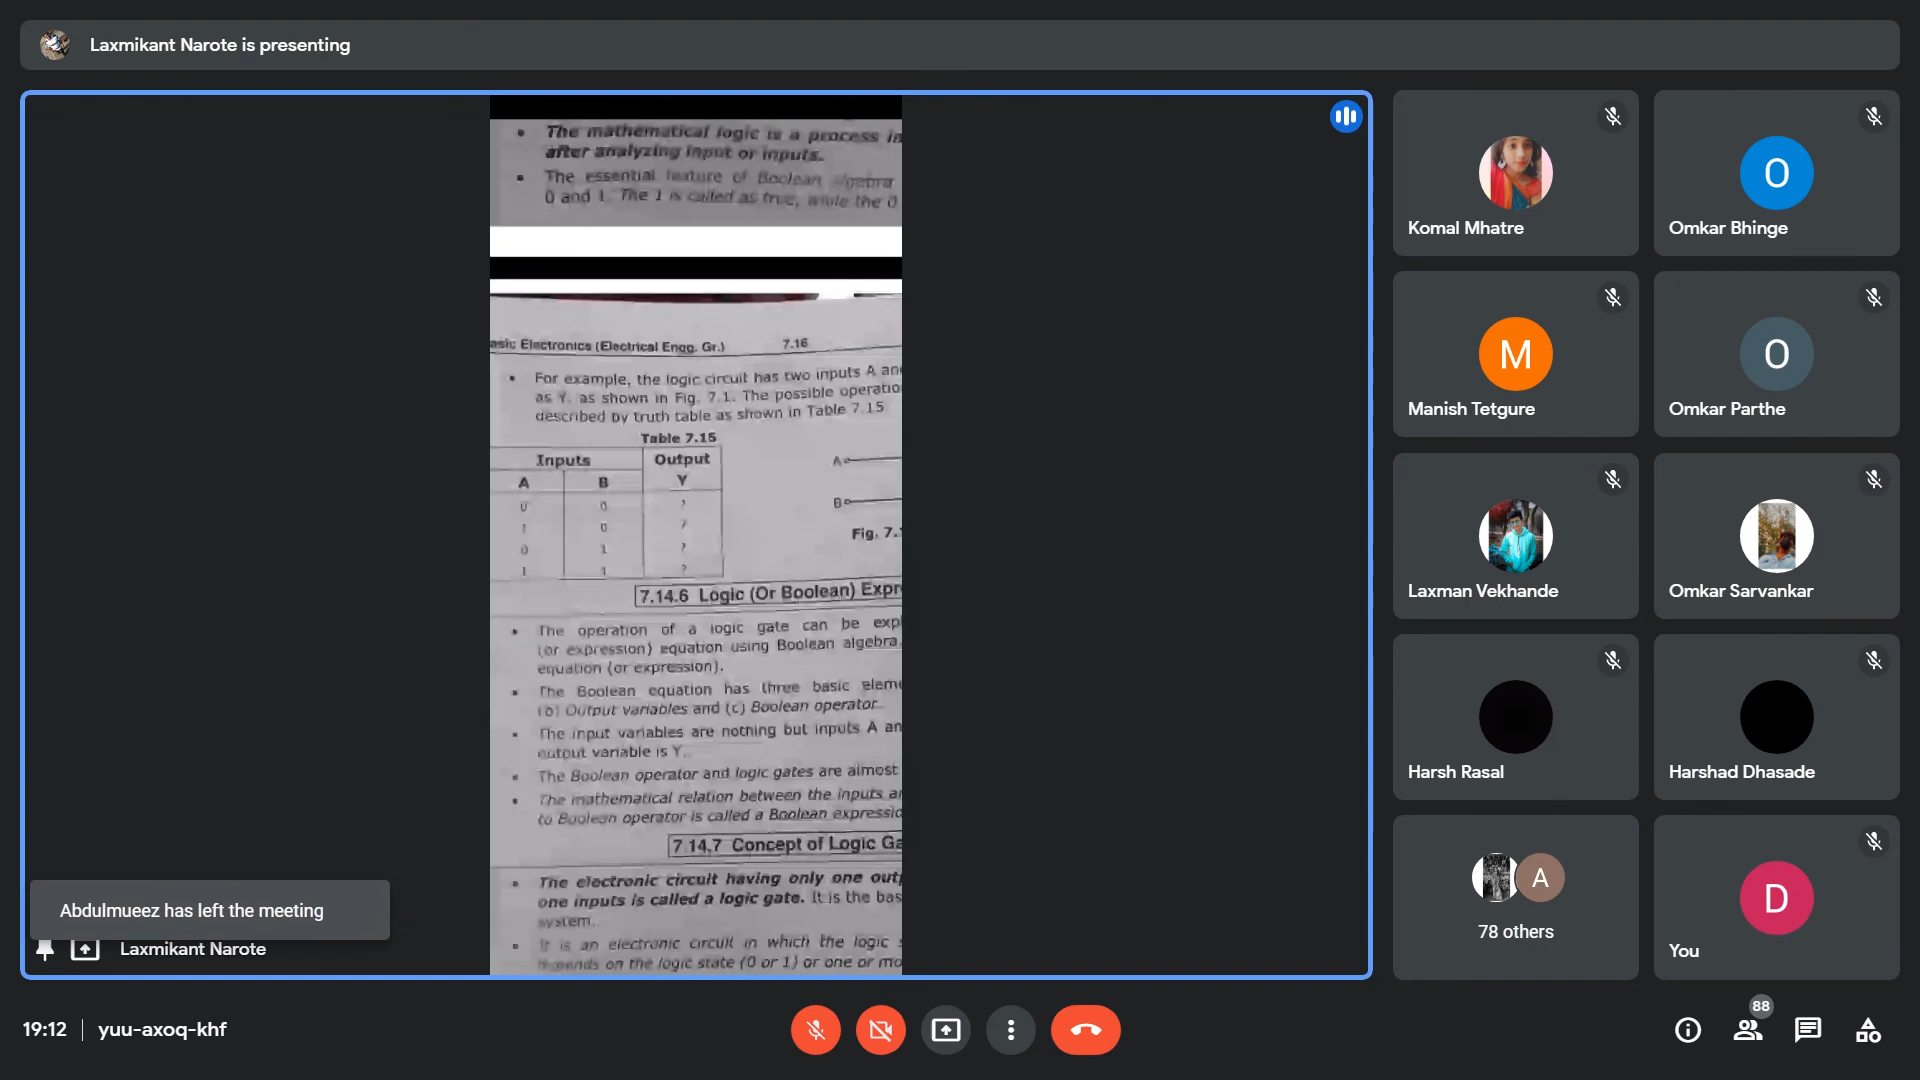 Laxmikant Narote is presenting
• The mathematical logic is a process in
after analyzing input or inputs.
• The essential feature of Boolean algebra
0 and 1. The 1 is called as true, while the 0
asic Electronics (Electrical Engg. Gr.) 7.16
• For example, the logic circuit has two inputs A an
as Y, as shown in Fig. 7.1. The possible operatio
described by truth table as shown in Table 7.15
Table 7.15
Inputs Output
A B Y
0 0 ?
1 0 ?
0 1 ?
1 1 ?
A
B
Fig. 7.
7.14.6 Logic (Or Boolean) Expr
• The operation of a logic gate can be exp
(or expression) equation using Boolean algebra.
equation (or expression).
• The Boolean equation has three basic eleme
(b) Output variables and (c) Boolean operator.
• The input variables are nothing but inputs A an
output variable is Y.
• The Boolean operator and logic gates are almost
• The mathematical relation between the inputs a
to Boolean operator is called a Boolean expressio
7.14.7 Concept of Logic Ga
• The electronic circuit having only one out
one inputs is called a logic gate. It is the bas
system.
• It is an electronic circuit in which the logic s
depends on the logic state (0 or 1) or one or mo
Abdulmueez has left the meeting
Laxmikant Narote
Komal Mhatre
O
Omkar Bhinge
M
Manish Tetgure
O
Omkar Parthe
Laxman Vekhande
Omkar Sarvankar
Harsh Rasal
Harshad Dhasade
A
78 others
D
You
19:12 | yuu-axoq-khf
88